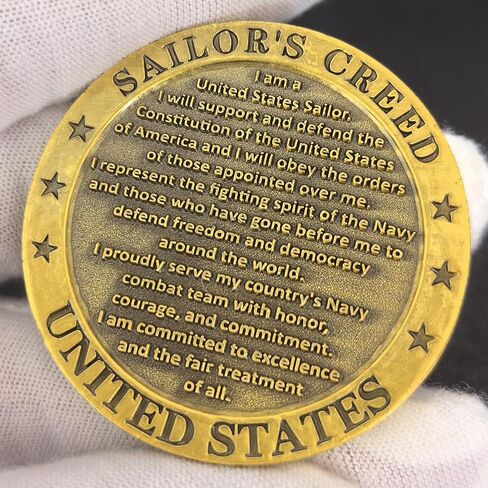 SAILOR'S CREED
I am a
United States Sailor,
I will support and defend the
Constitution of the United States
of America and I will obey the orders
of those appointed over me.
I represent the fighting spirit of the Navy
and those who have gone before me to
defend freedom and democracy
around the world.
I proudly serve my country's Navy
combat team with honor,
courage, and commitment.
I am committed to excellence
and the fair treatment
of all.
UNITED STATES